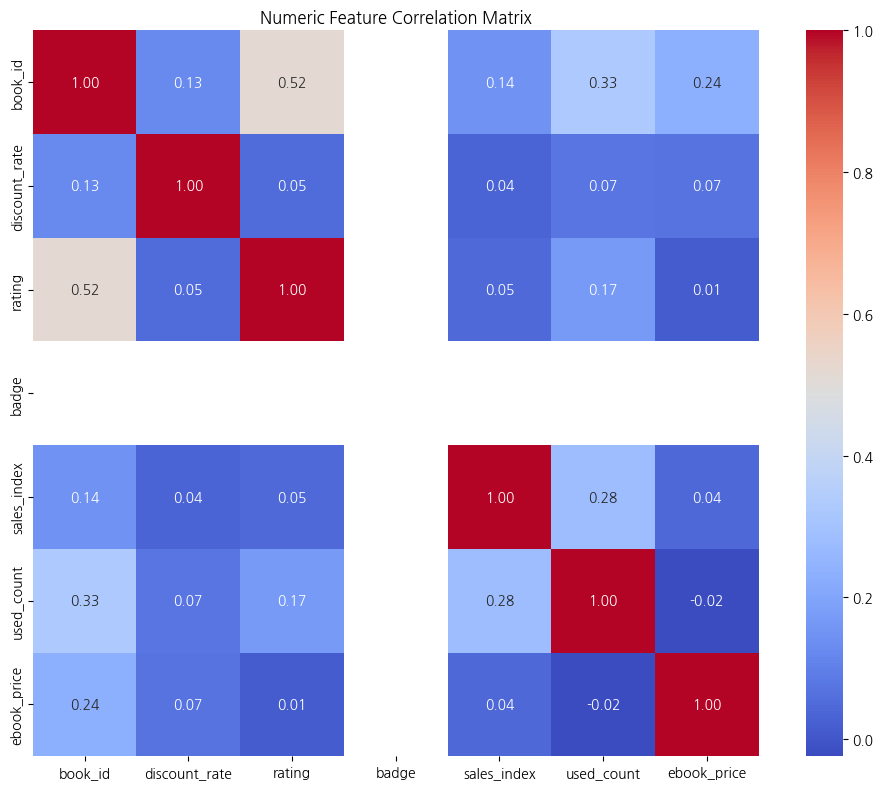 Numeric Feature Correlation Matrix
book_id 1.00 0.13 0.52 0.14 0.33 0.24
discount_rate 0.13 1.00 0.05 0.04 0.07 0.07
rating 0.52 0.05 1.00 0.05 0.17 0.01
badge
sales_index 0.14 0.04 0.05 1.00 0.28 0.04
used_count 0.33 0.07 0.17 0.28 1.00 -0.02
ebook_price 0.24 0.07 0.01 0.04 -0.02 1.00
book_id discount_rate rating badge sales_index used_count ebook_price
1.0
0.8
0.6
0.4
0.2
0.0